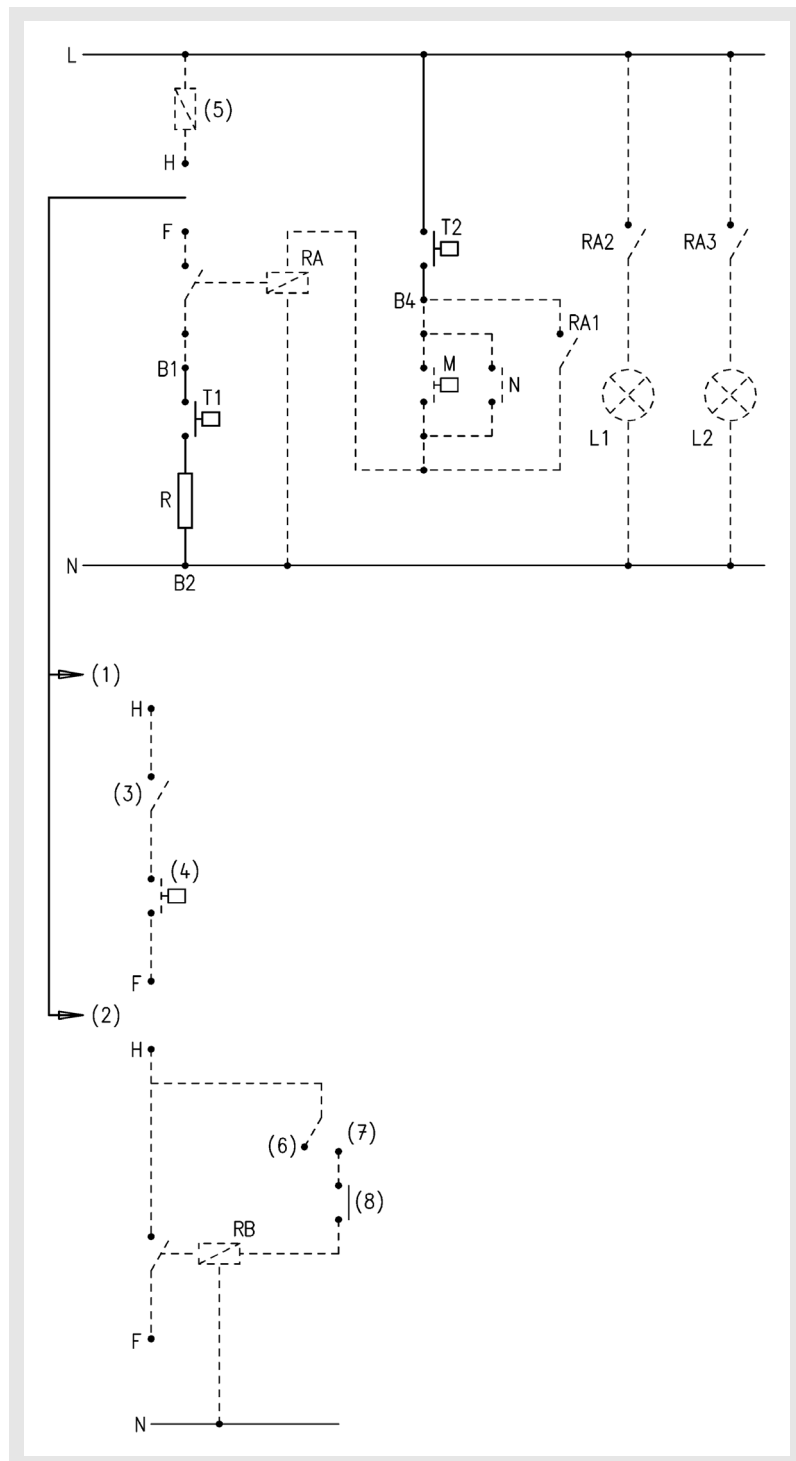 L
(5)
H
F
RA
T2
RA2
RA3
B4
RA1
B1
M
N
T1
L1
L2
R
N
B2
(1)
H
(3)
(4)
F
(2)
H
(6)
(7)
(8)
RB
F
N